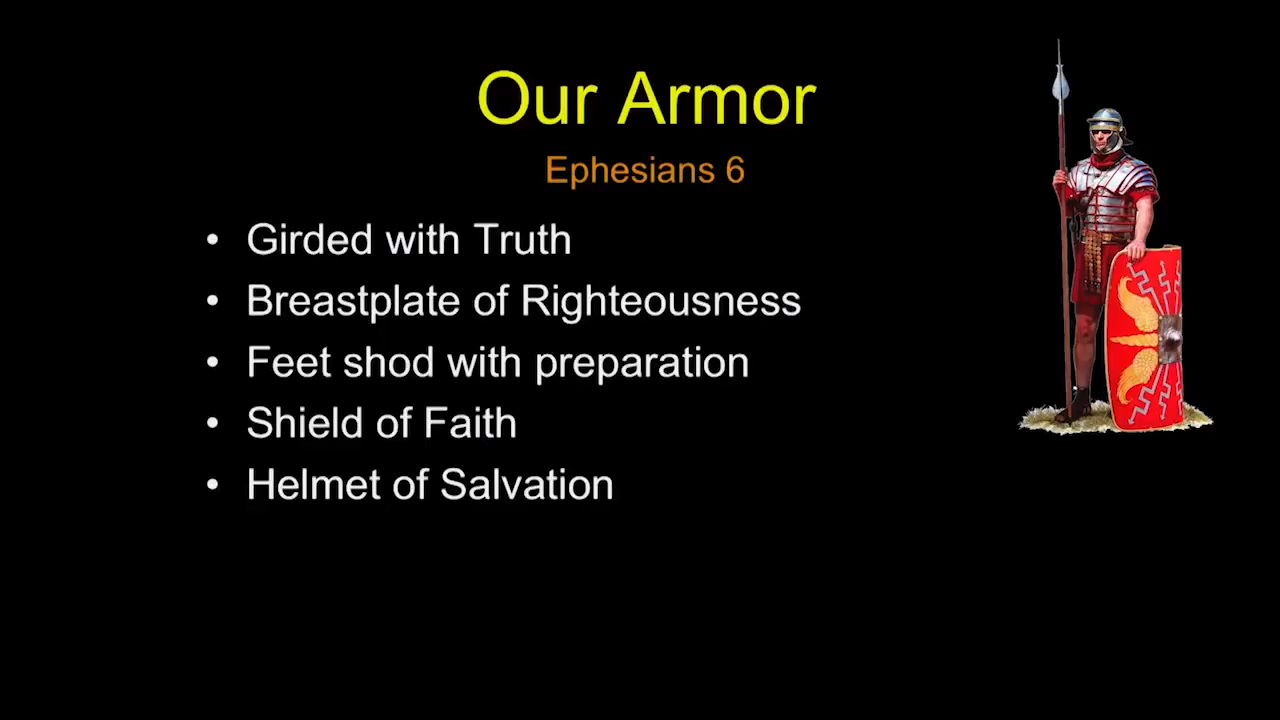 Our Armor
Ephesians 6
• Girded with Truth
• Breastplate of Righteousness
• Feet shod with preparation
• Shield of Faith
• Helmet of Salvation